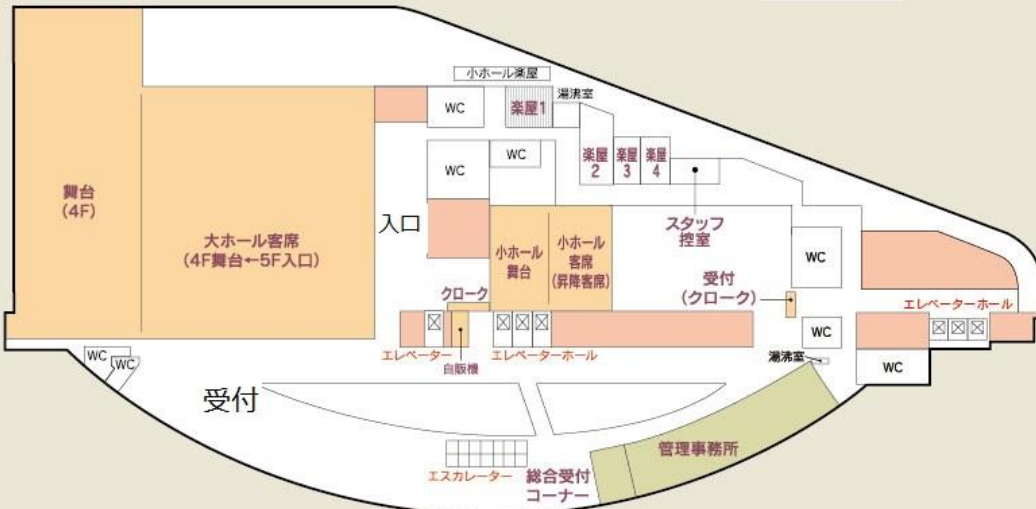 小ホール楽屋
WC
楽屋1
湯沸室
WC
WC
楽屋
2
楽屋
3
楽屋
4
スタッフ
控室
舞台
(4F)
大ホール客席
(4F舞台←5F入口)
入口
小ホール
舞台
小ホール
客席
(昇降客席)
受付
(クローク)
WC
クローク
エレベーターホール
エレベーター
自販機
エレベーターホール
WC
湯沸室
WC
WC
WC
受付
エスカレーター
総合受付
コーナー
管理事務所